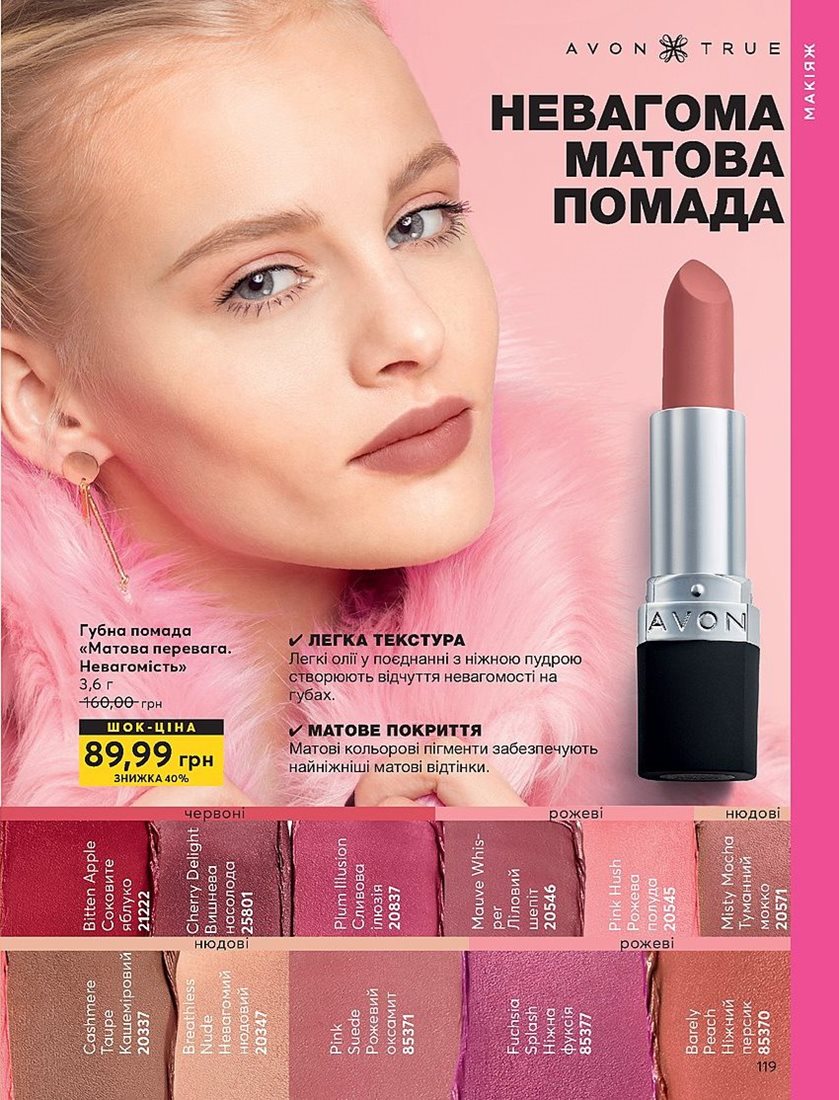 AVON TRUE
МАКІЯЖ
НЕВАГОМА
МАТОВА
ПОМАДА
AVON
Губна помада
«Матова перевага.
Невагомість»
3,6 г
160,00 грн
ШОК-ЦІНА
89,99 грн
ЗНИЖКА 40%
✔ ЛЕГКА ТЕКСТУРА
Легкі олії у поєднанні з ніжною пудрою
створюють відчуття невагомості на
губах.
✔ МАТОВЕ ПОКРИТТЯ
Матові кольорові пігменти забезпечують
найніжніші матові відтінки.
червоні
рожеві
нюдові
Bitten Apple
Соковите
яблуко
21222
Cherry Delight
Вишнева
насолода
25801
Plum Illusion
Сливова
ілюзія
20837
Mauve Whis-
per
Ліловий
шепіт
20546
Pink Hush
Рожева
полуда
20545
Misty Mocha
Туманний
мокко
20571
нюдові
рожеві
Cashmere
Taupe
Кашеміровий
20337
Breathless
Nude
Невагомий
нюдовий
20347
Pink
Suede
Рожевий
оксамит
85371
Fuchsia
Splash
Ніжна
фуксія
85377
Barely
Peach
Ніжний
персик
85370
119